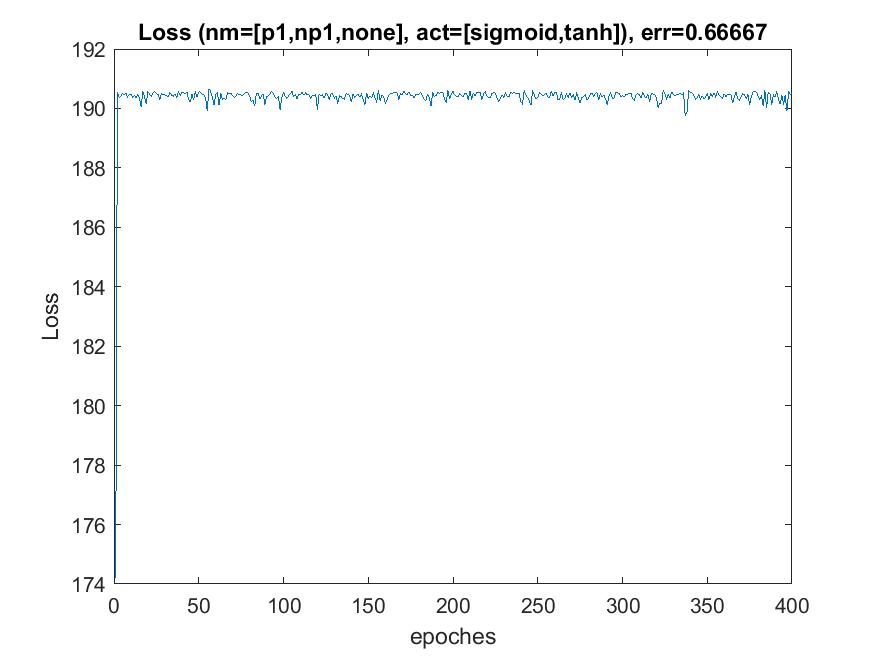 Loss (nm=[p1,np1,none], act=[sigmoid,tanh]), err=0.66667
192
190
188
186
184
182
180
178
176
174
Loss
0 50 100 150 200 250 300 350 400
epoches